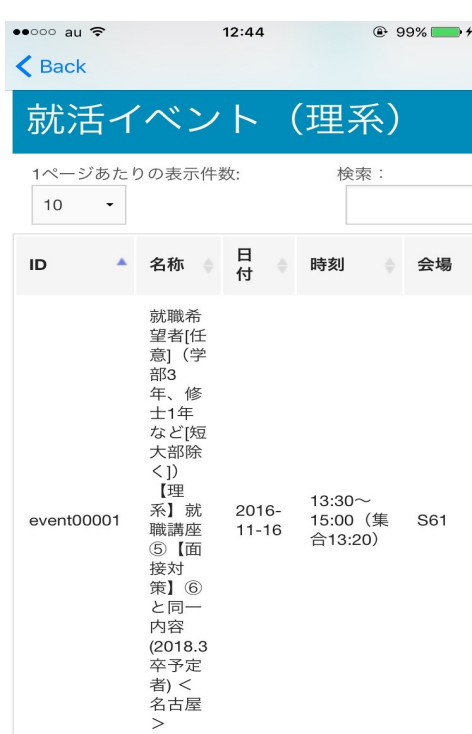 au 12:44 99%
Back
就活イベント （理系）
1ページあたりの表示件数: 検索：
10
ID 名称 日付 時刻 会場
event00001
就職希
望者[任
意]（学
部3
年、修
士1年
など[短
大部除
く]）
【理
系】就
職講座
⑤【面
接対
策】⑥
と同一
内容
(2018.3
卒予定
者)＜
名古屋
＞
2016-
11-16
13:30～
15:00（集
合13:20）
S61